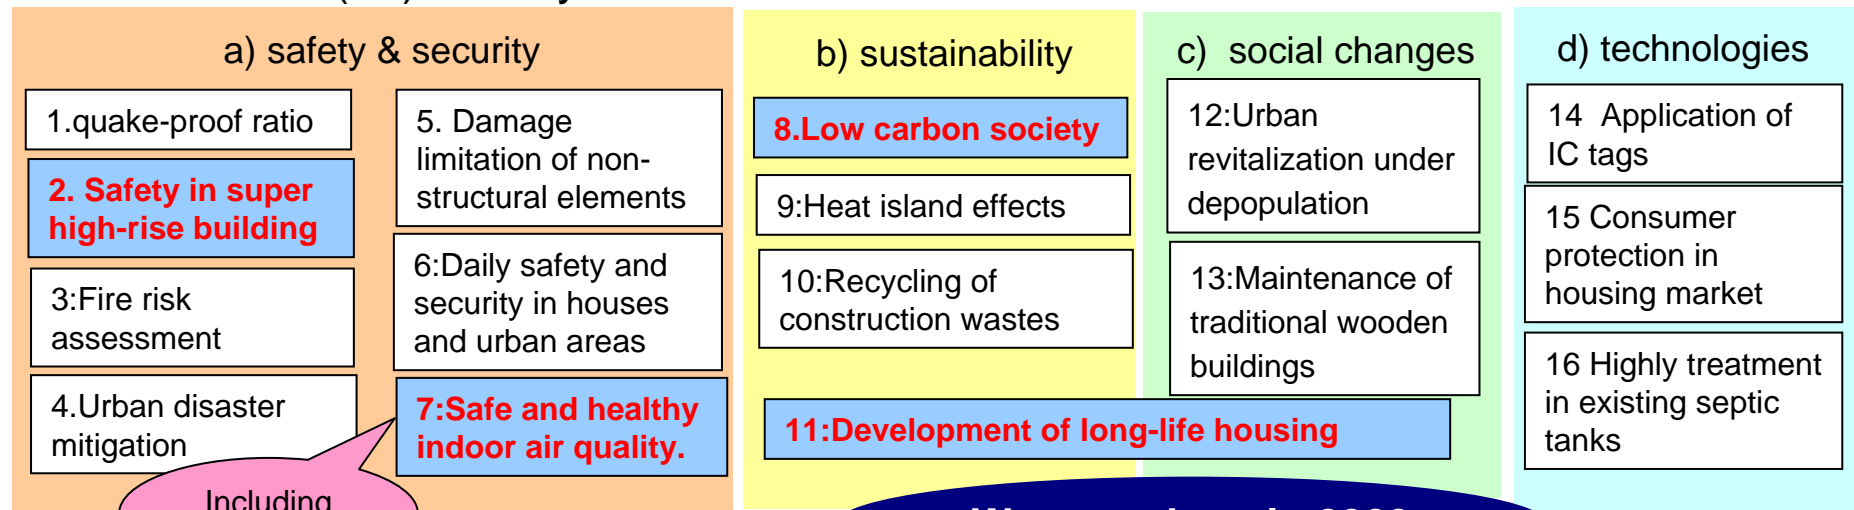 a) safety & security
1.quake-proof ratio
2. Safety in super
high-rise building
3:Fire risk
assessment
4.Urban disaster
mitigation
5. Damage
limitation of non-
structural elements
6:Daily safety and
security in houses
and urban areas
7:Safe and healthy
indoor air quality.
Including
b) sustainability
8.Low carbon society
9:Heat island effects
10:Recycling of
construction wastes
11:Development of long-life housing
c) social changes
12:Urban
revitalization under
depopulation
13:Maintenance of
traditional wooden
buildings
d) technologies
14 Application of
IC tags
15 Consumer
protection in
housing market
16 Highly treatment
in existing septic
tanks